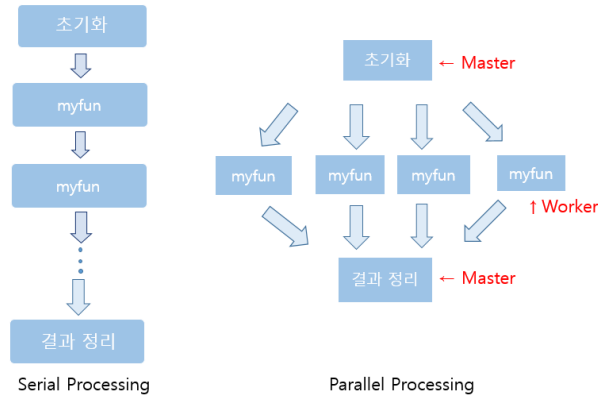 초기화
myfun
myfun
결과 정리
Serial Processing
초기화
← Master
myfun
myfun
myfun
myfun
↑ Worker
결과 정리
← Master
Parallel Processing